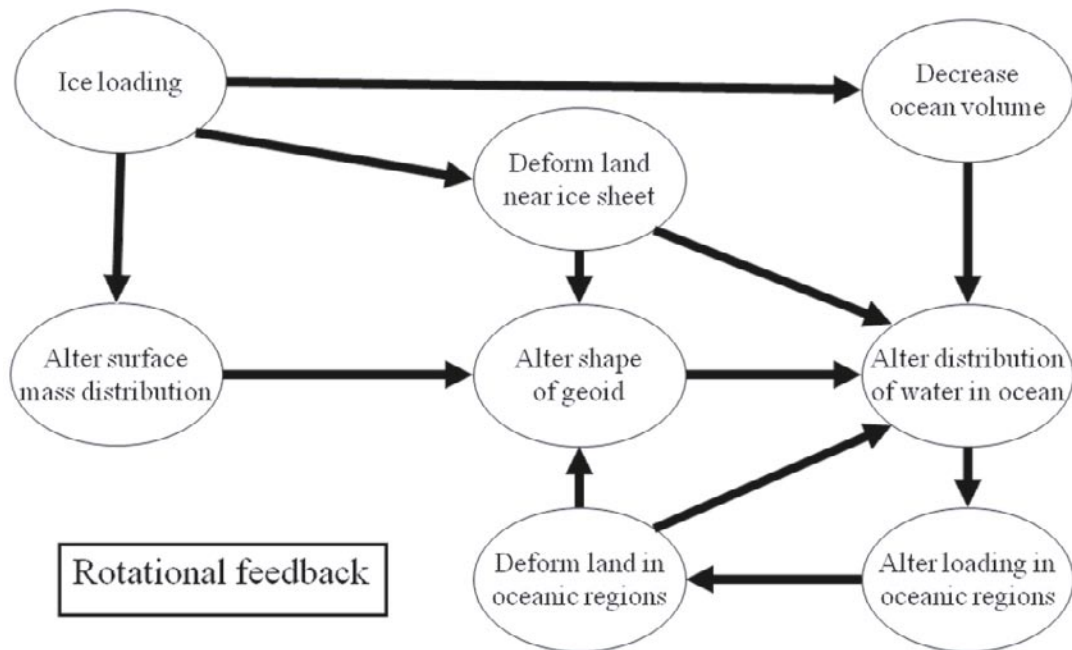 Ice loading
Decrease
ocean volume
Deform land
near ice sheet
Alter surface
mass distribution
Alter shape
of geoid
Alter distribution
of water in ocean
Rotational feedback
Deform land in
oceanic regions
Alter loading in
oceanic regions